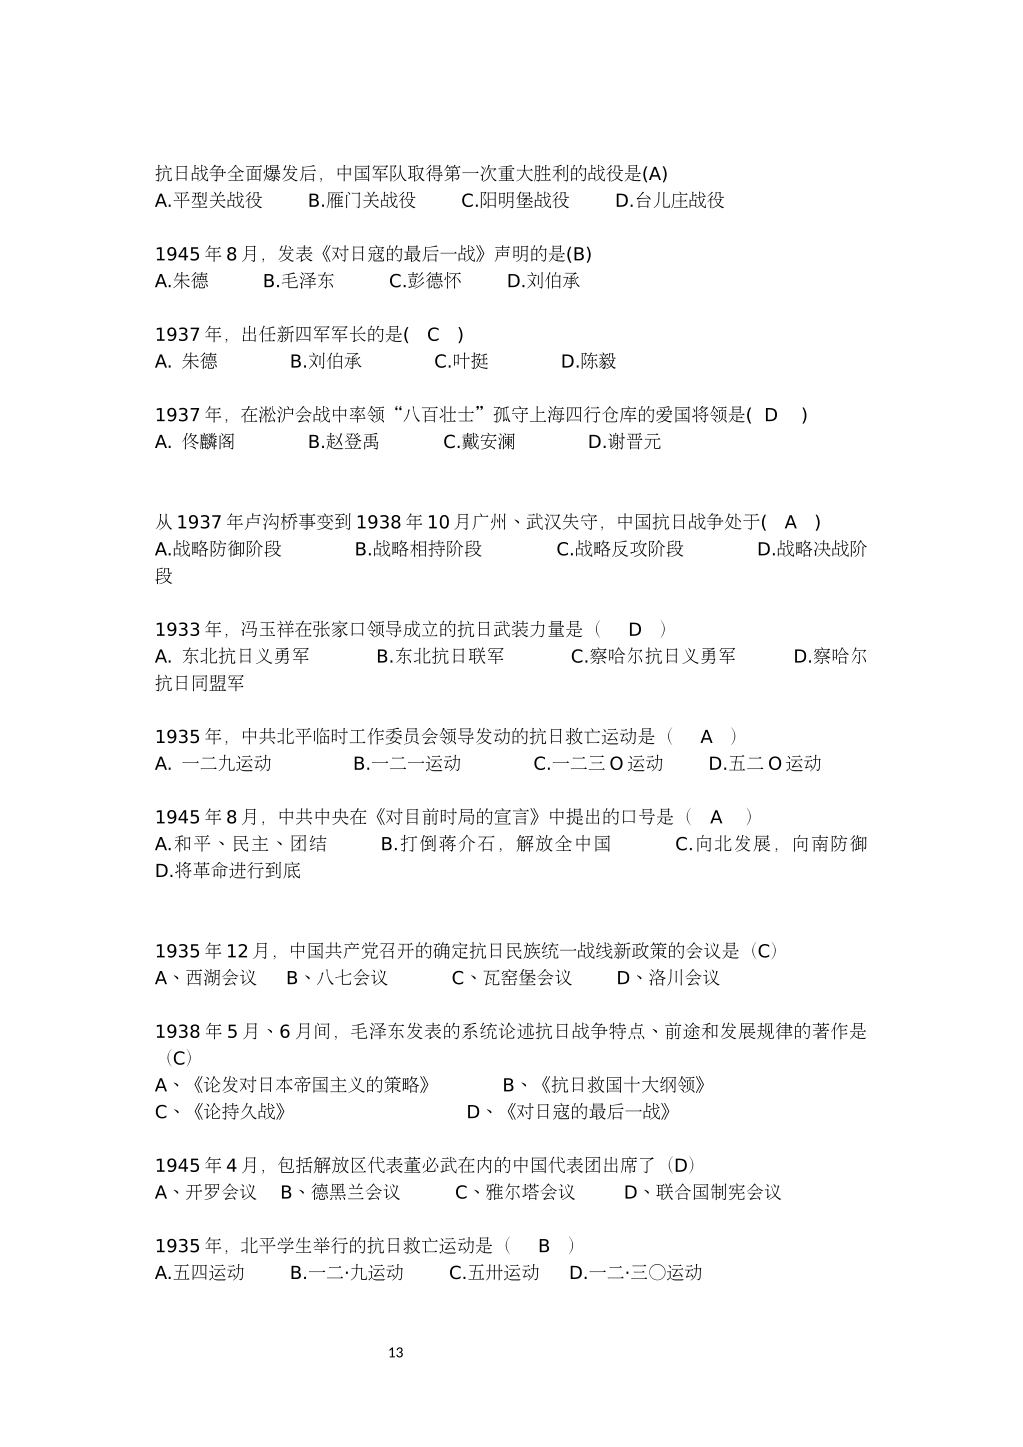 抗日战争全面爆发后，中国军队取得第一次重大胜利的战役是(A)
A.平型关战役 B.雁门关战役 C.阳明堡战役 D.台儿庄战役
1945 年 8 月，发表《对日寇的最后一战》声明的是(B)
A.朱德 B.毛泽东 C.彭德怀 D.刘伯承
1937 年，出任新四军军长的是( C )
A. 朱德 B.刘伯承 C.叶挺 D.陈毅
1937 年，在淞沪会战中率领“八百壮士”孤守上海四行仓库的爱国将领是( D )
A. 佟麟阁 B.赵登禹 C.戴安澜 D.谢晋元
从 1937 年卢沟桥事变到 1938 年 10 月广州、武汉失守，中国抗日战争处于( A )
A.战略防御阶段 B.战略相持阶段 C.战略反攻阶段 D.战略决战阶
段
1933 年，冯玉祥在张家口领导成立的抗日武装力量是（ D ）
A. 东北抗日义勇军 B.东北抗日联军 C.察哈尔抗日义勇军 D.察哈尔
抗日同盟军
1935 年，中共北平临时工作委员会领导发动的抗日救亡运动是（ A ）
A. 一二九运动 B.一二一运动 C.一二三 O 运动 D.五二 O 运动
1945 年 8 月，中共中央在《对目前时局的宣言》中提出的口号是（ A ）
A.和平、民主、团结 B.打倒蒋介石，解放全中国 C.向北发展，向南防御
D.将革命进行到底
1935 年 12 月，中国共产党召开的确定抗日民族统一战线新政策的会议是（C）
A、西湖会议 B、八七会议 C、瓦窑堡会议 D、洛川会议
1938 年 5 月、6 月间，毛泽东发表的系统论述抗日战争特点、前途和发展规律的著作是
（C）
A、《论发对日本帝国主义的策略》 B、《抗日救国十大纲领》
C、《论持久战》 D、《对日寇的最后一战》
1945 年 4 月，包括解放区代表董必武在内的中国代表团出席了（D）
A、开罗会议 B、德黑兰会议 C、雅尔塔会议 D、联合国制宪会议
1935 年，北平学生举行的抗日救亡运动是（ B ）
A.五四运动 B.一二·九运动 C.五卅运动 D.一二·三〇运动
13